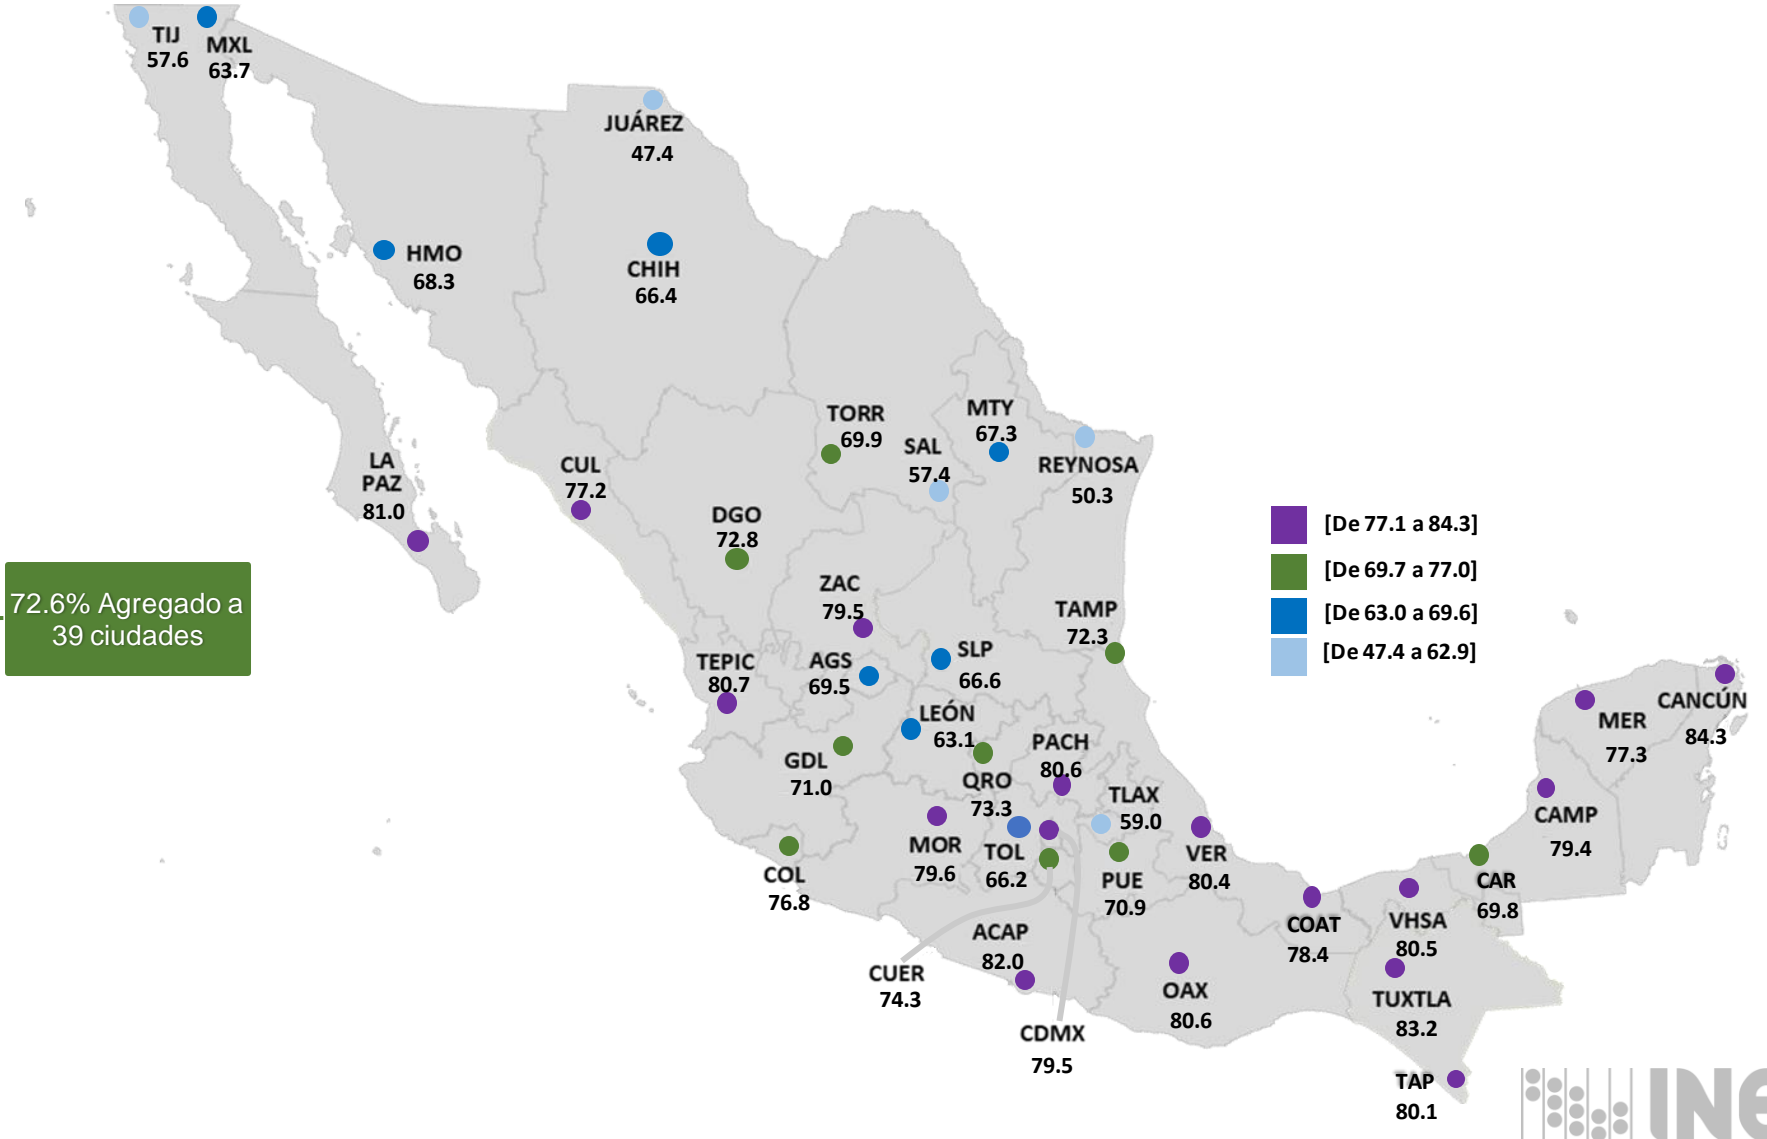 TIJ
57.6
MXL
63.7
JUÁREZ
47.4
HMO
68.3
CHIH
66.4
TORR
69.9
MTY
67.3
SAL
57.4
REYNOSA
50.3
LA
PAZ
81.0
CUL
77.2
DGO
72.8
[De 77.1 a 84.3]
[De 69.7 a 77.0]
[De 63.0 a 69.6]
[De 47.4 a 62.9]
72.6% Agregado a
39 ciudades
ZAC
79.5
TAMP
72.3
TEPIC
80.7
AGS
69.5
SLP
66.6
LEÓN
63.1
GDL
71.0
QRO
73.3
PACH
80.6
TLAX
59.0
CANCÚN
84.3
MER
77.3
CAMP
79.4
MOR
79.6
TOL
66.2
PUE
70.9
VER
80.4
COL
76.8
CAR
69.8
COAT
78.4
VHSA
80.5
ACAP
82.0
CUER
74.3
OAX
80.6
TUXTLA
83.2
CDMX
79.5
TAP
80.1
INE